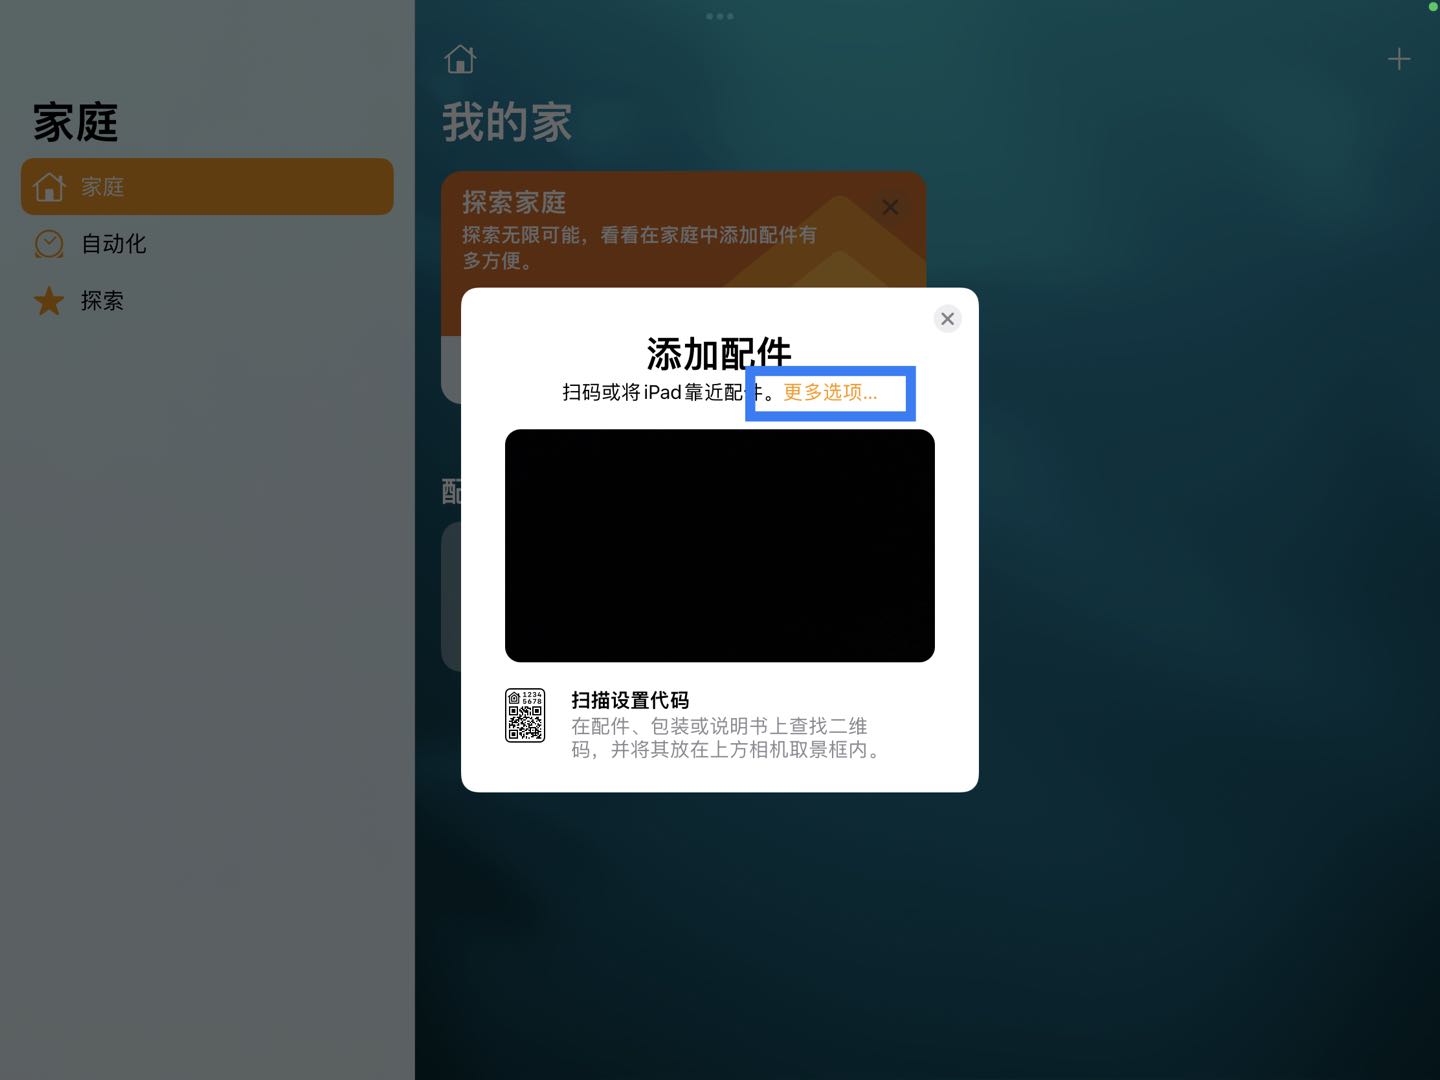 家庭
家庭
自动化
探索
我的家
探索家庭
探索无限可能，看看在家庭中添加配件有
多方便。
配
添加配件
扫码或将iPad靠近配件。更多选项...
1234
5678
扫描设置代码
在配件、包装或说明书上查找二维
码，并将其放在上方相机取景框内。